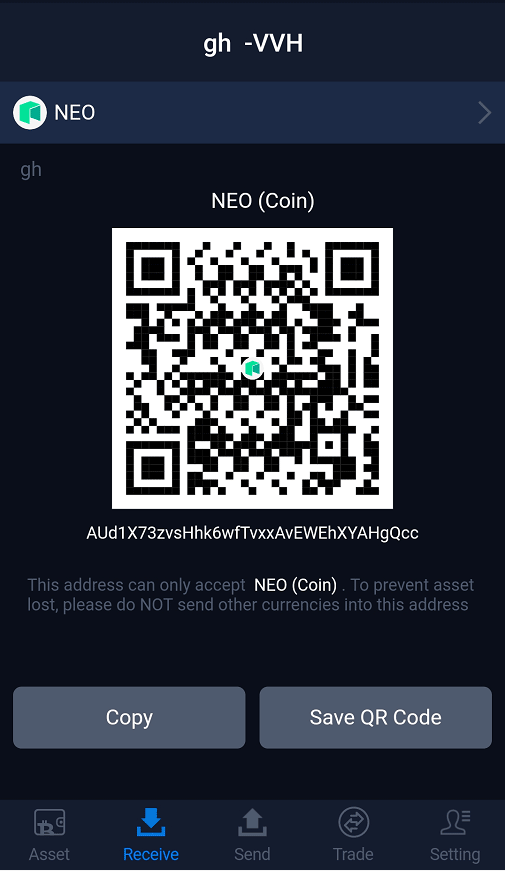 gh -VVH
NEO
gh
NEO (Coin)
AUd1X73zvsHhk6wfTvxxAvEWEhXYAHgQcc
This address can only accept NEO (Coin) . To prevent asset
lost, please do NOT send other currencies into this address
Copy
Save QR Code
Asset
Receive
Send
Trade
Setting